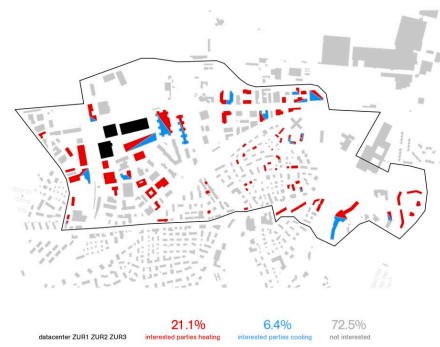 21.1% 6.4% 72.5%
datacenter ZUR1 ZUR2 ZUR3 interested parties heating interested parties cooling not interested